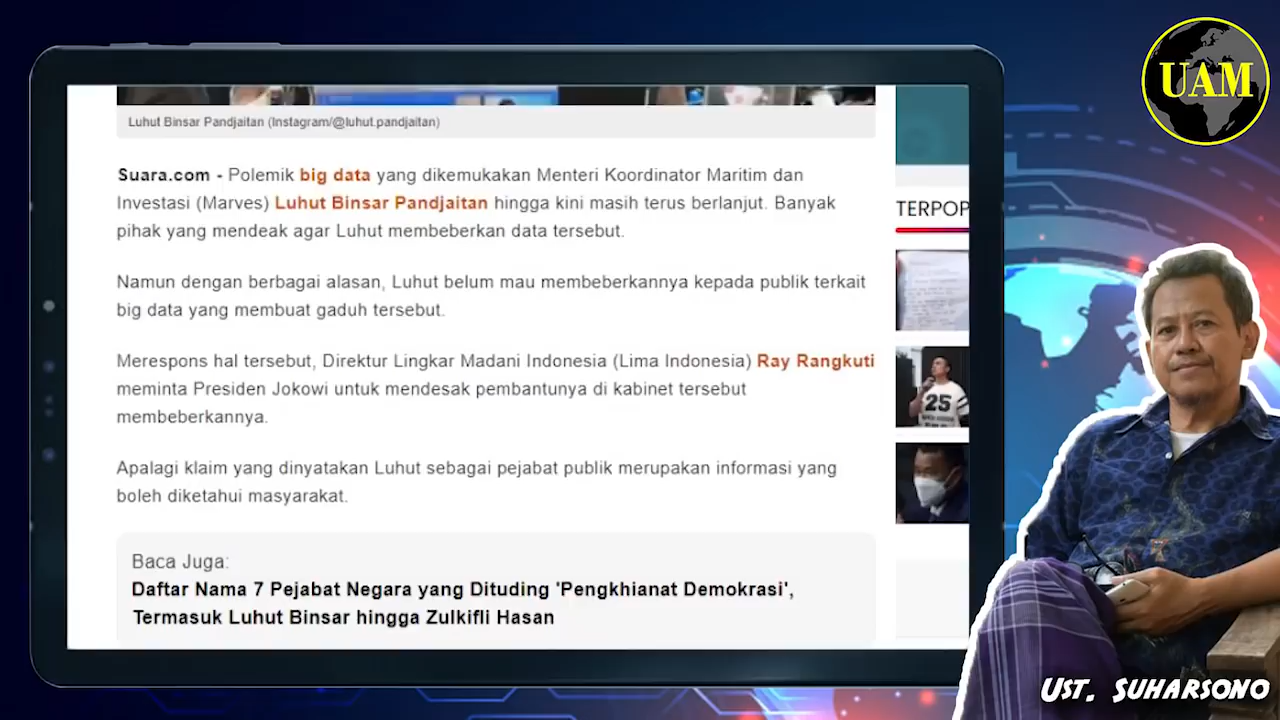 UAM
Luhut Binsar Pandjaitan (Instagram/@luhut.pandjaitan)
Suara.com - Polemik big data yang dikemukakan Menteri Koordinator Maritim dan
Investasi (Marves) Luhut Binsar Pandjaitan hingga kini masih terus berlanjut. Banyak
pihak yang mendeak agar Luhut membeberkan data tersebut.
Namun dengan berbagai alasan, Luhut belum mau membeberkannya kepada publik terkait
big data yang membuat gaduh tersebut.
Merespons hal tersebut, Direktur Lingkar Madani Indonesia (Lima Indonesia) Ray Rangkuti
meminta Presiden Jokowi untuk mendesak pembantunya di kabinet tersebut
membeberkannya.
Apalagi klaim yang dinyatakan Luhut sebagai pejabat publik merupakan informasi yang
boleh diketahui masyarakat.
Baca Juga:
Daftar Nama 7 Pejabat Negara yang Dituding 'Pengkhianat Demokrasi',
Termasuk Luhut Binsar hingga Zulkifli Hasan
TERPOP
25
UST. SUHARSONO